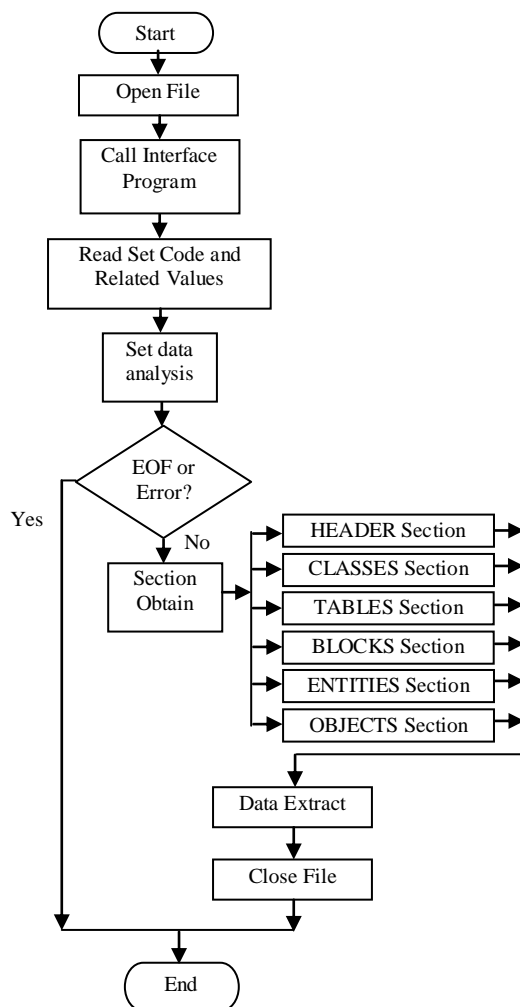 Start
Open File
Call Interface
Program
Read Set Code and
Related Values
Set data
analysis
EOF or
Error?
Yes
No
Section
Obtain
HEADER Section
CLASSES Section
TABLES Section
BLOCKS Section
ENTITIES Section
OBJECTS Section
Data Extract
Close File
End